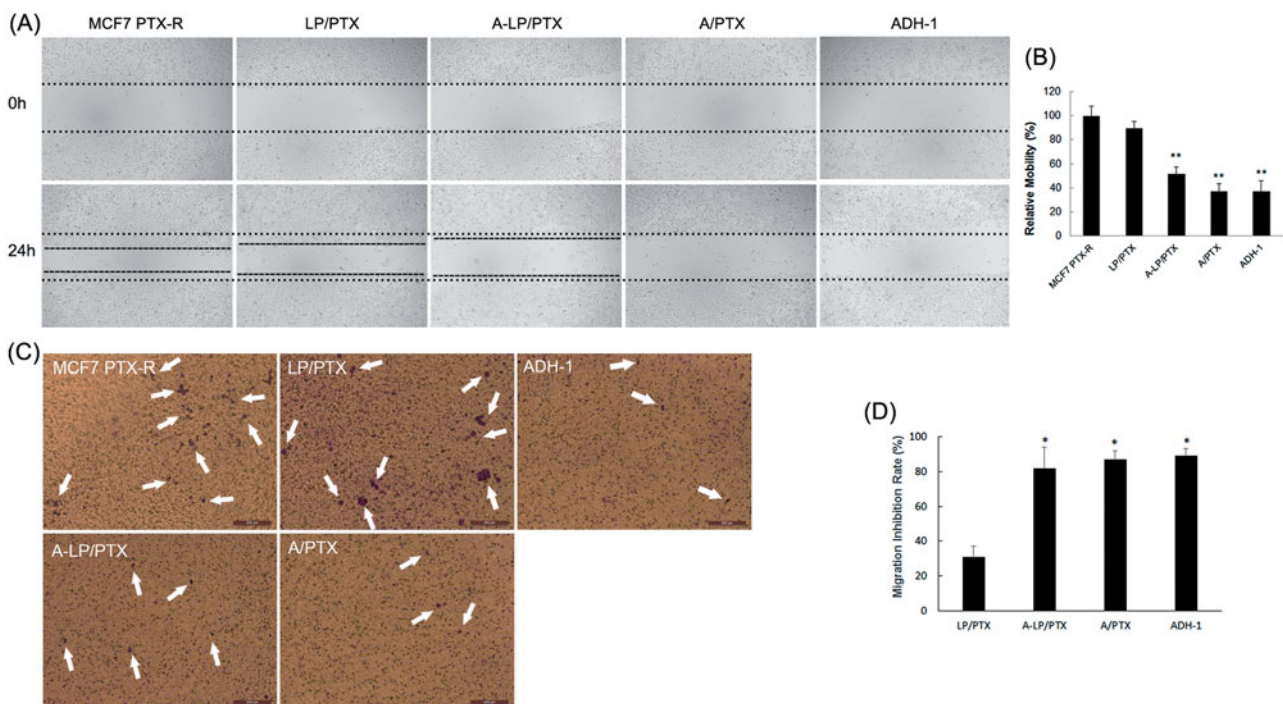 (A)
MCF7 PTX-R LP/PTX A-LP/PTX A/PTX ADH-1
0h
24h
(B)
Relative Mobility (%)
120
100
80
60
40
20
0
** ** **
MCF7 PTX-R LP/PTX A-LP/PTX A/PTX ADH-1
(C)
MCF7 PTX-R LP/PTX ADH-1
A-LP/PTX A/PTX
(D)
Migration Inhibition Rate (%)
100
80
60
40
20
0
* * *
LP/PTX A-LP/PTX A/PTX ADH-1